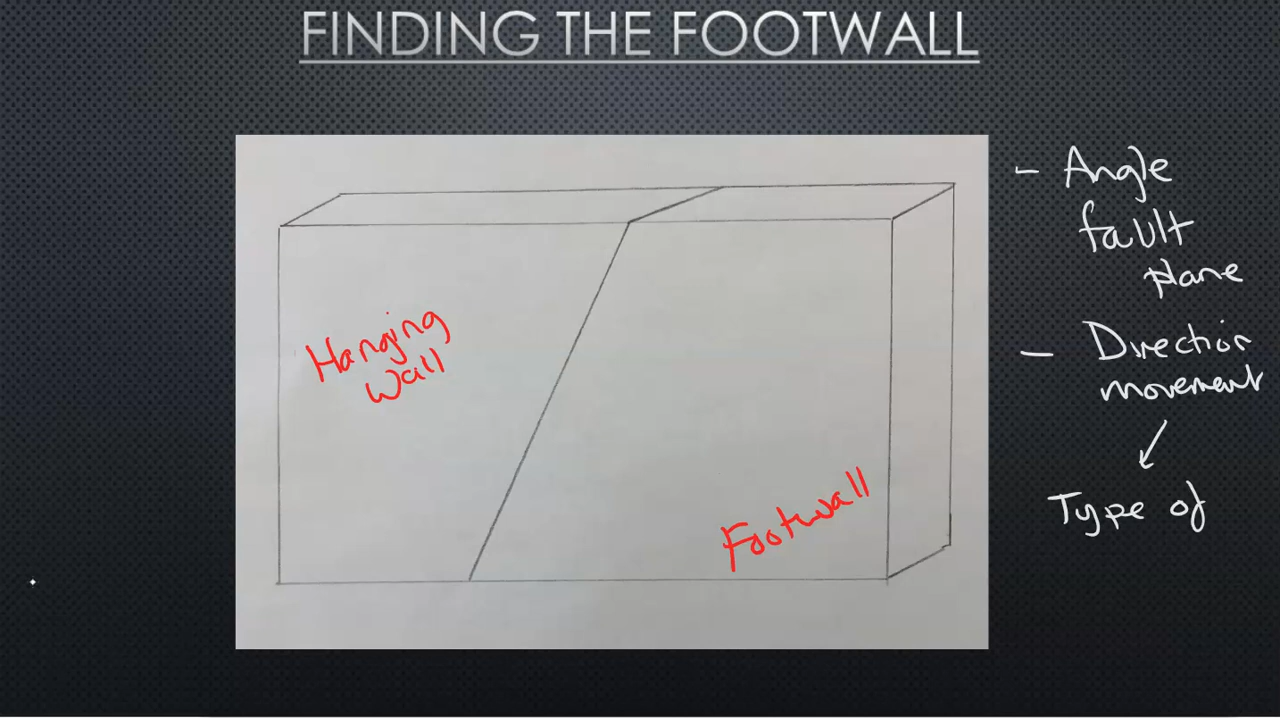 FINDING THE FOOTWALL
Hanging
Wall
Footwall
- Angle
fault
plane
- Direction
movement
Type of